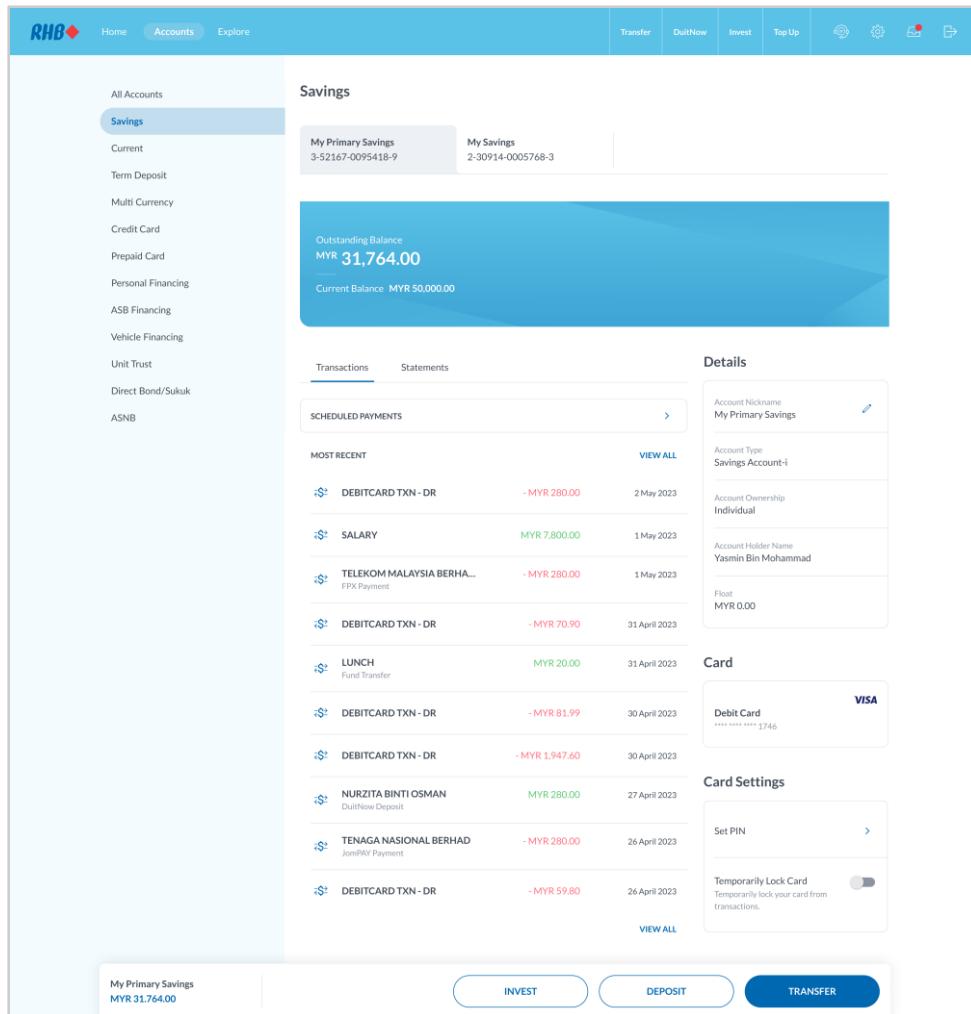 RHB
Home Accounts Explore Transfer DuitNow Invest Top Up
All Accounts
Savings
Current
Term Deposit
Multi Currency
Credit Card
Prepaid Card
Personal Financing
ASB Financing
Vehicle Financing
Unit Trust
Direct Bond/Sukuk
ASNB
Savings
My Primary Savings
3-52167-0095418-9
My Savings
2-30914-0005768-3
Outstanding Balance
MYR 31,764.00
Current Balance MYR 50,000.00
Transactions Statements
SCHEDULED PAYMENTS
MOST RECENT VIEW ALL
DEBITCARD TXN - DR - MYR 280.00 2 May 2023
SALARY MYR 7,800.00 1 May 2023
TELEKOM MALAYSIA BERHA... - MYR 280.00 1 May 2023
FPX Payment
DEBITCARD TXN - DR - MYR 70.90 31 April 2023
LUNCH MYR 20.00 31 April 2023
Fund Transfer
DEBITCARD TXN - DR - MYR 81.99 30 April 2023
DEBITCARD TXN - DR - MYR 1,947.60 30 April 2023
NURZITA BINTI OSMAN MYR 280.00 27 April 2023
DuitNow Deposit
TENAGA NASIONAL BERHAD - MYR 280.00 26 April 2023
JomPAY Payment
DEBITCARD TXN - DR - MYR 59.80 26 April 2023
VIEW ALL
Details
Account Nickname
My Primary Savings
Account Type
Savings Account-i
Account Ownership
Individual
Account Holder Name
Yasmin Bin Mohammad
Float
MYR 0.00
Card
VISA
Debit Card
**** **** **** 1746
Card Settings
Set PIN
Temporarily Lock Card
Temporarily lock your card from
transactions.
My Primary Savings
MYR 31.764.00
INVEST DEPOSIT TRANSFER